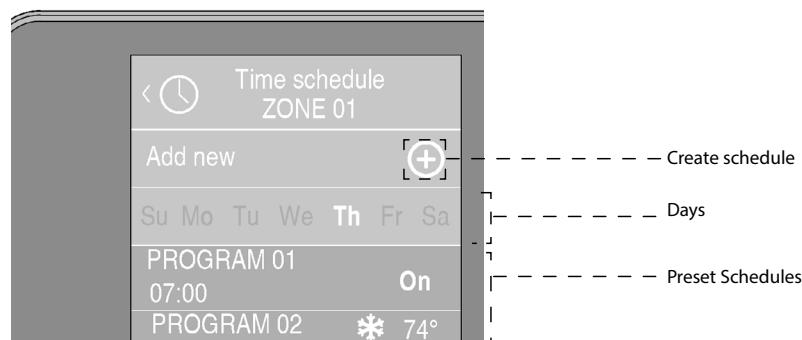 Time schedule
ZONE 01
Add new
Create schedule
Su Mo Tu We Th Fr Sa
Days
PROGRAM 01
07:00
On
Preset Schedules
PROGRAM 02 74°